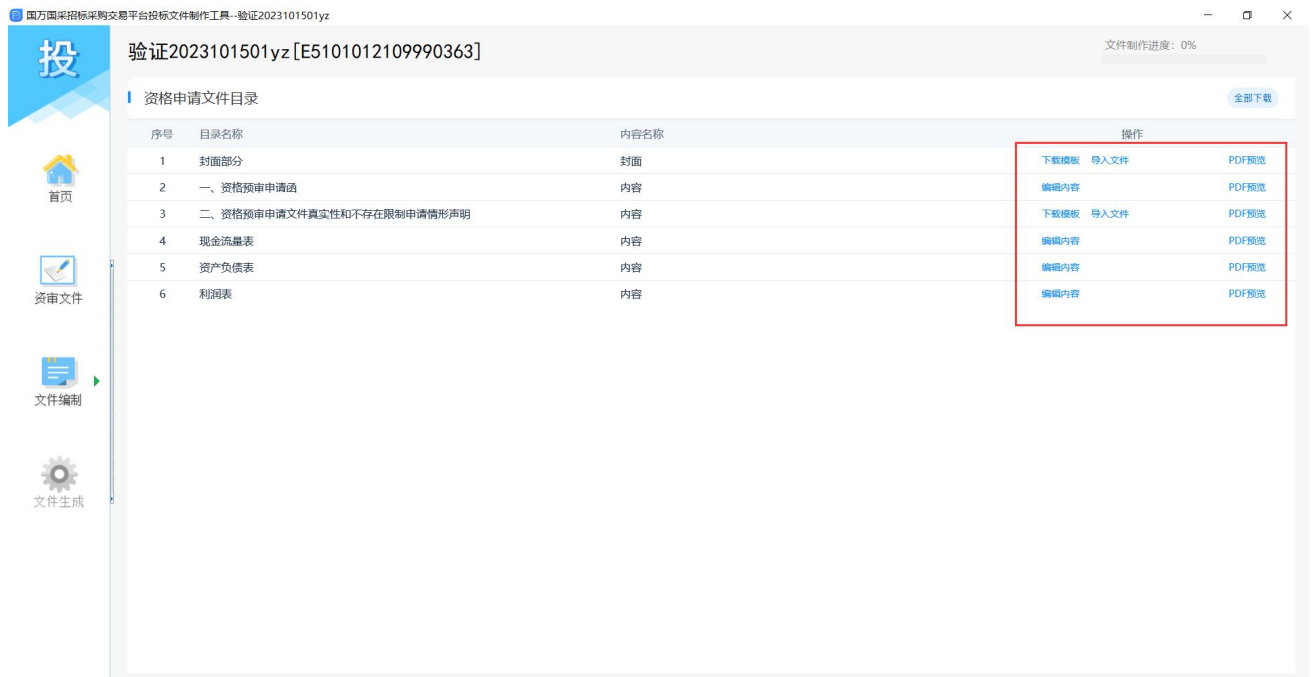 国万国采招标采购交易平台投标文件制作工具--验证2023101501yz
投
验证2023101501yz[E5101012109990363]
文件制作进度：0%
资格申请文件目录
全部下载
序号 目录名称 内容名称 操作
1 封面部分 封面 下载模板 导入文件 PDF预览
2 一、资格预审申请函 内容 编辑内容 PDF预览
3 二、资格预审申请文件真实性和不存在限制申请情形声明 内容 下载模板 导入文件 PDF预览
4 现金流量表 内容 编辑内容 PDF预览
5 资产负债表 内容 编辑内容 PDF预览
6 利润表 内容 编辑内容 PDF预览
首页
资审文件
文件编制
文件生成